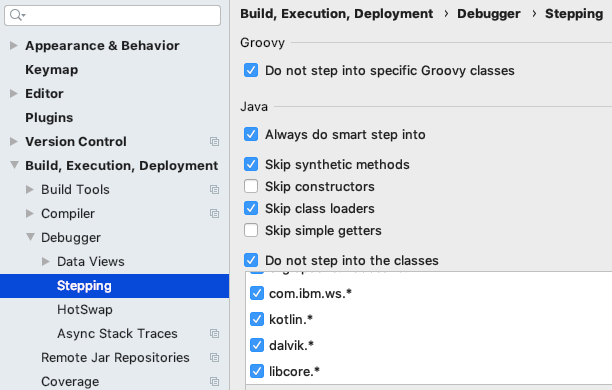 Appearance & Behavior
Keymap
Editor
Plugins
Version Control
Build, Execution, Deployment
Build Tools
Compiler
Debugger
Data Views
Stepping
HotSwap
Async Stack Traces
Remote Jar Repositories
Coverage
Build, Execution, Deployment › Debugger › Stepping
Groovy
Do not step into specific Groovy classes
Java
Always do smart step into
Skip synthetic methods
Skip constructors
Skip class loaders
Skip simple getters
Do not step into the classes
com.ibm.ws.*
kotlin.*
dalvik.*
libcore.*